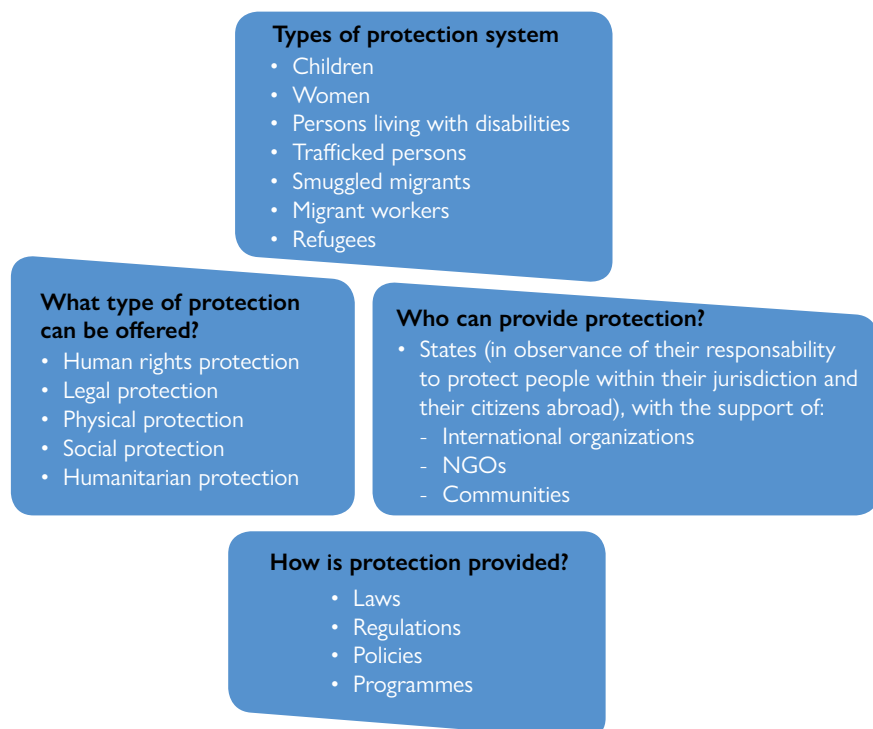 Types of protection system
• Children
• Women
• Persons living with disabilities
• Trafficked persons
• Smuggled migrants
• Migrant workers
• Refugees
What type of protection
can be offered?
• Human rights protection
• Legal protection
• Physical protection
• Social protection
• Humanitarian protection
Who can provide protection?
• States (in observance of their responsability
to protect people within their jurisdiction and
their citizens abroad), with the support of:
- International organizations
- NGOs
- Communities
How is protection provided?
• Laws
• Regulations
• Policies
• Programmes